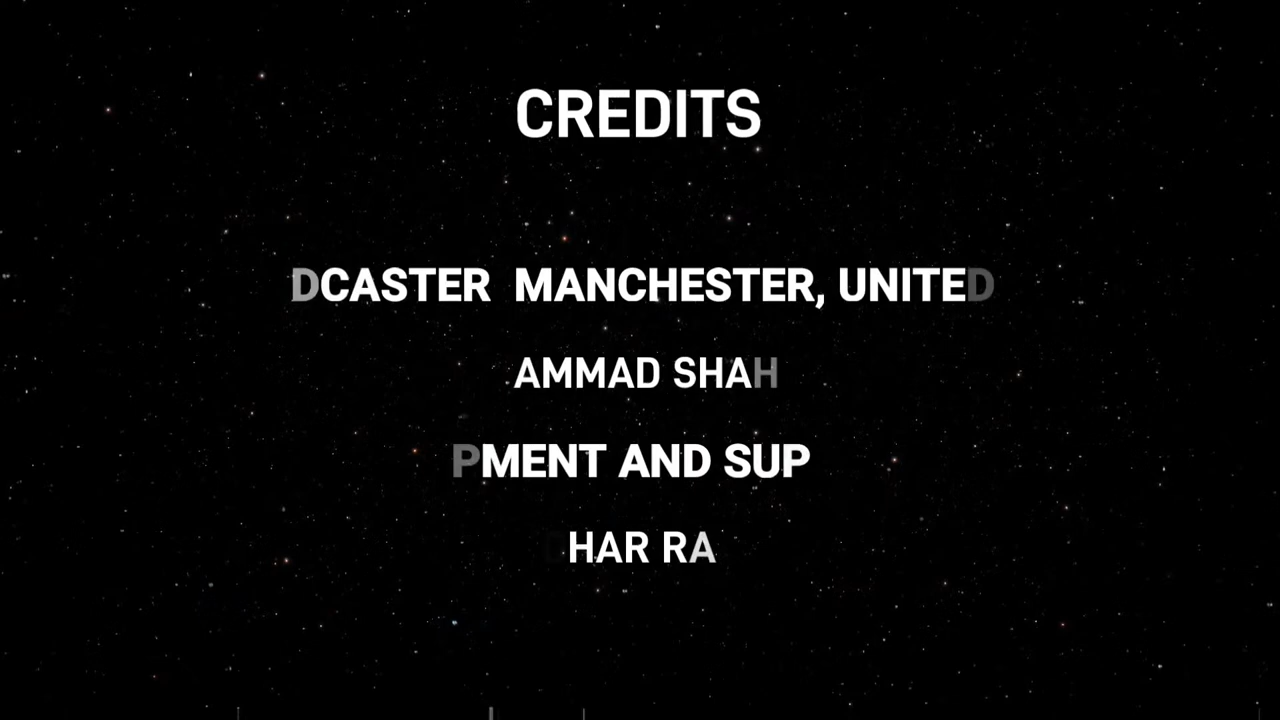 CREDITS
DCASTER MANCHESTER, UNITED
AMMAD SHAH
PMENT AND SUP
HAR RA